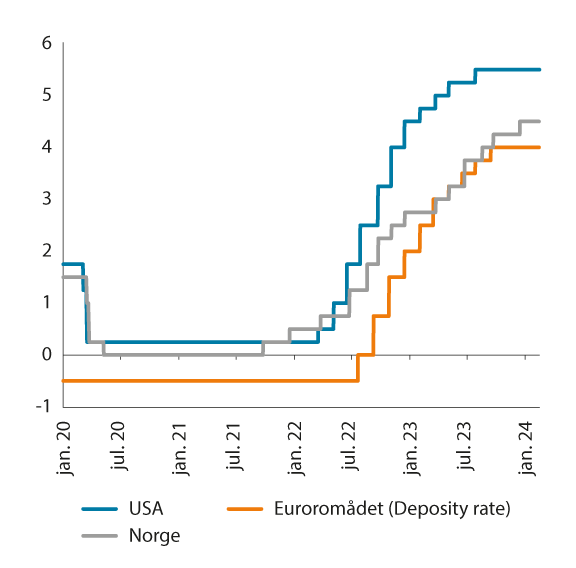 6
5
4
3
2
1
0
-1
jan. 20
jul. 20
jan. 21
jul. 21
jan. 22
jul. 22
jan. 23
jul. 23
jan. 24
USA
Euroromådet (Deposity rate)
Norge